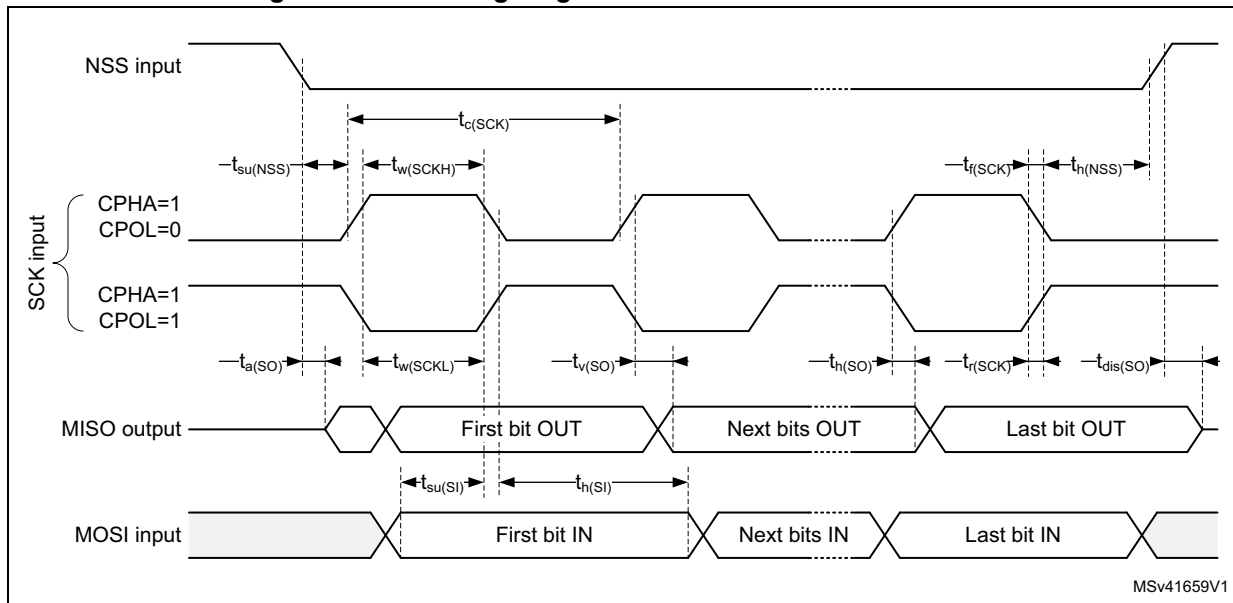 NSS input
tc(SCK)
tsu(NSS)
tw(SCKH)
tf(SCK)
th(NSS)
SCK input
CPHA=1
CPOL=0
CPHA=1
CPOL=1
ta(SO)
tw(SCKL)
tv(SO)
th(SO)
tr(SCK)
tdis(SO)
MISO output
First bit OUT
Next bits OUT
Last bit OUT
tsu(SI)
th(SI)
MOSI input
First bit IN
Next bits IN
Last bit IN
MSv41659V1